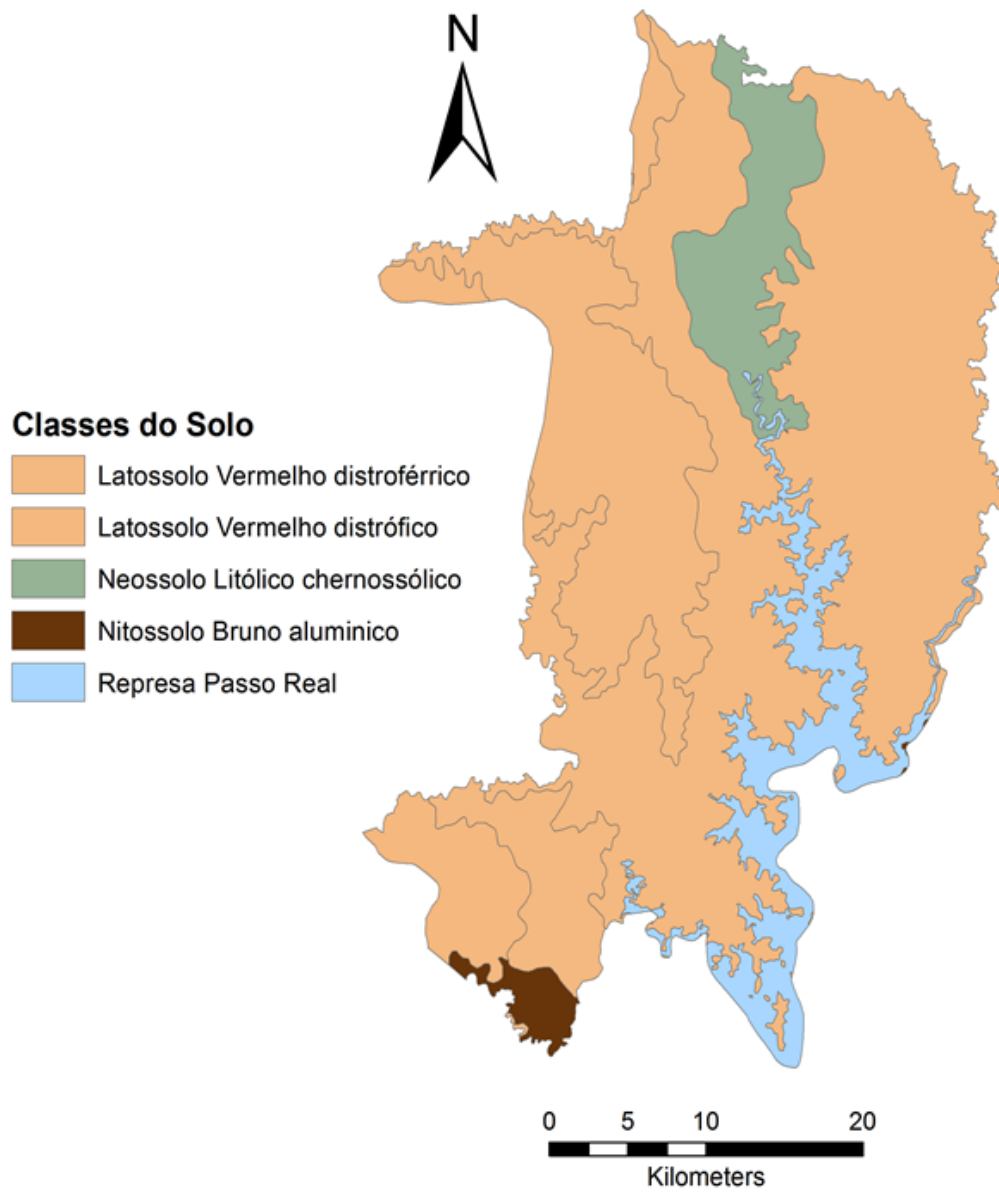 N
Classes do Solo
Latossolo Vermelho distroférrico
Latossolo Vermelho distrófico
Neossolo Litólico chernossólico
Nitossolo Bruno aluminico
Represa Passo Real
0 5 10 20
Kilometers